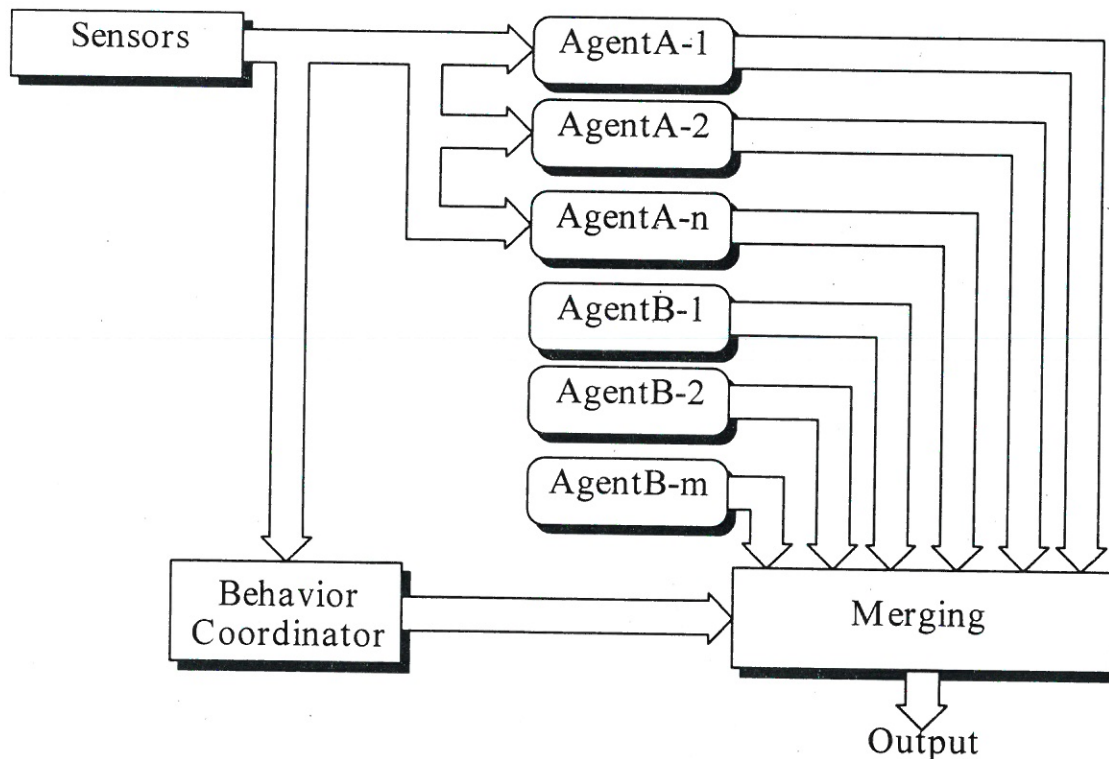 Sensors
AgentA-1
AgentA-2
AgentA-n
AgentB-1
AgentB-2
AgentB-m
Behavior
Coordinator
Merging
Output